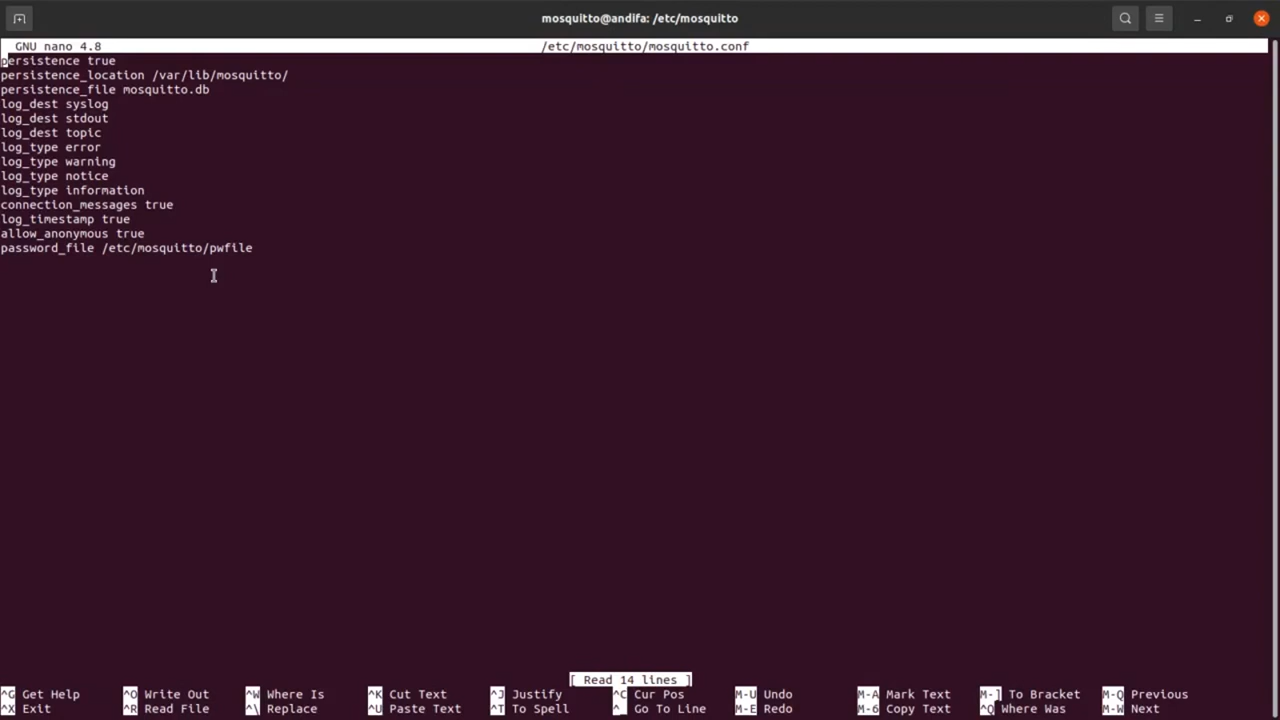 mosquitto@andifa: /etc/mosquitto
GNU nano 4.8 /etc/mosquitto/mosquitto.conf
persistence true
persistence_location /var/lib/mosquitto/
persistence_file mosquitto.db
log_dest syslog
log_dest stdout
log_dest topic
log_type error
log_type warning
log_type notice
log_type information
connection_messages true
log_timestamp true
allow_anonymous true
password_file /etc/mosquitto/pwfile
[ Read 14 lines ]
^G Get Help ^O Write Out ^W Where Is ^K Cut Text ^J Justify ^C Cur Pos M-U Undo M-A Mark Text M-] To Bracket M-Q Previous
^X Exit ^R Read File ^\ Replace ^U Paste Text ^T To Spell ^_ Go To Line M-E Redo M-6 Copy Text ^Q Where Was M-W Next